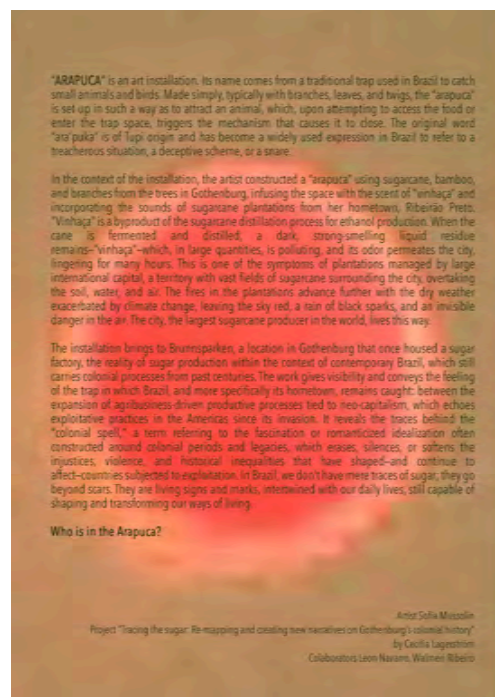 "ARAPUCA" is an art installation. Its name comes from a traditional trap used in Brazil to catch
small animals and birds. Made simply, typically with branches, leaves, and twigs, the "arapuca"
is set up in such a way as to attract an animal, which, upon attempting to access the food or
enter the trap space, triggers the mechanism that causes it to close. The original word
"ara'puka" is of Tupi origin and has become a widely used expression in Brazil to refer to a
treacherous situation, a deceptive scheme, or a snare.
In the context of the installation, the artist constructed a "arapuca" using sugarcane, bamboo,
and branches from the trees in Gothenburg, infusing the space with the scent of "vinhaça" and
incorporating the sounds of sugarcane plantations from her hometown, Ribeirão Preto.
"Vinhaça" is a byproduct of the sugarcane distillation process for ethanol production. When the
cane is fermented and distilled, a dark, strong-smelling liquid residue
remains–"vinhaça"–which, in large quantities, is polluting, and its odor permeates the city,
lingering for many hours. This is one of the symptoms of plantations managed by large
international capital, a territory with vast fields of sugarcane surrounding the city, overtaking
the soil, water, and air. The fires in the plantations advance further with the dry weather
exacerbated by climate change, leaving the sky red, a rain of black sparks, and an invisible
danger in the air. The city, the largest sugarcane producer in the world, lives this way.
The installation brings to Brunnsparken, a location in Gothenburg that once housed a sugar
factory, the reality of sugar production within the context of contemporary Brazil, which still
carries colonial processes from past centuries. The work gives visibility and conveys the feeling
of the trap in which Brazil, and more specifically its hometown, remains caught: between the
expansion of agribusiness-driven productive processes tied to neo-capitalism, which echoes
exploitative practices in the Americas since its invasion. It reveals the traces behind the
"colonial spell," a term referring to the fascination or romanticized idealization often
constructed around colonial periods and legacies, which erases, silences, or softens the
injustices, violence, and historical inequalities that have shaped–and continue to
affect–countries subjected to exploitation. In Brazil, we don't have mere traces of sugar, they go
beyond scars. They are living signs and marks, intertwined with our daily lives, still capable of
shaping and transforming our ways of living.
Who is in the Arapuca?
Artist Sofia Mussolin
Project "Tracing the sugar: Re-mapping and creating new narratives on Gothenburg's colonial history"
by Cecilia Lagerström
Colaborators Leon Navarro, Walmeri Ribeiro